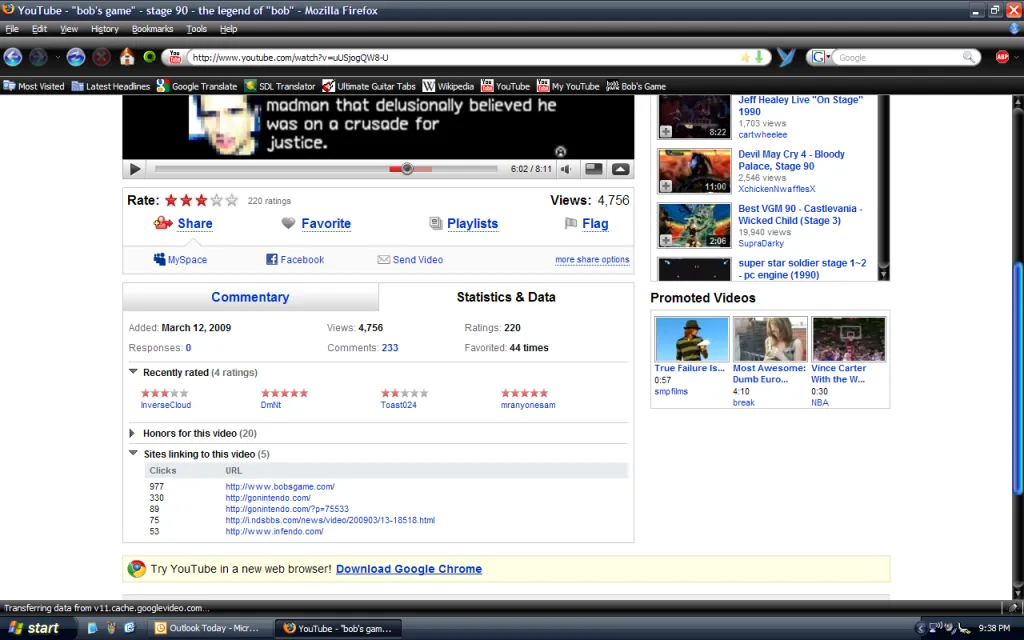 YouTube - "bob's game" - stage 90 - the legend of "bob" - Mozilla Firefox
File Edit View History Bookmarks Tools Help
http://www.youtube.com/watch?v=uUSjogQW8-U
Google
ABP
Most Visited Latest Headlines Google Translate SDL Translator Ultimate Guitar Tabs Wikipedia YouTube My YouTube Bob's Game
madman that delusionally believed he
was on a crusade for
justice.
6:02 / 8:11
Rate: 220 ratings Views: 4,756
Share Favorite Playlists Flag
MySpace Facebook Send Video more share options
Commentary Statistics & Data
Added: March 12, 2009 Views: 4,756 Ratings: 220
Responses: 0 Comments: 233 Favorited: 44 times
Recently rated (4 ratings)
inverseCloud DmNt Toast024 mranyonesam
Honors for this video (20)
Sites linking to this video (5)
Clicks URL
977 http://www.bobsgame.com/
330 http://gonintendo.com/
89 http://gonintendo.com/?p=75533
75 http://i.ndsbbs.com/news/video/200903/13-18518.html
53 http://www.infendo.com/
8:22
Jeff Healey Live "On Stage"
1990
1,703 views
cartwheelee
11:00
Devil May Cry 4 - Bloody
Palace, Stage 90
2,546 views
XchickenNwafflesX
2:06
Best VGM 90 - Castlevania -
Wicked Child (Stage 3)
19,940 views
SupraDarky
super star soldier stage 1~2
- pc engine (1990)
Promoted Videos
True Failure Is...
0:57
smpfilms
Most Awesome:
Dumb Euro...
4:10
break
Vince Carter
With the W...
0:30
NBA
Try YouTube in a new web browser! Download Google Chrome
Transferring data from v11.cache.googlevideo.com...
start Outlook Today - Micr... YouTube - "bob's gam... 9:38 PM